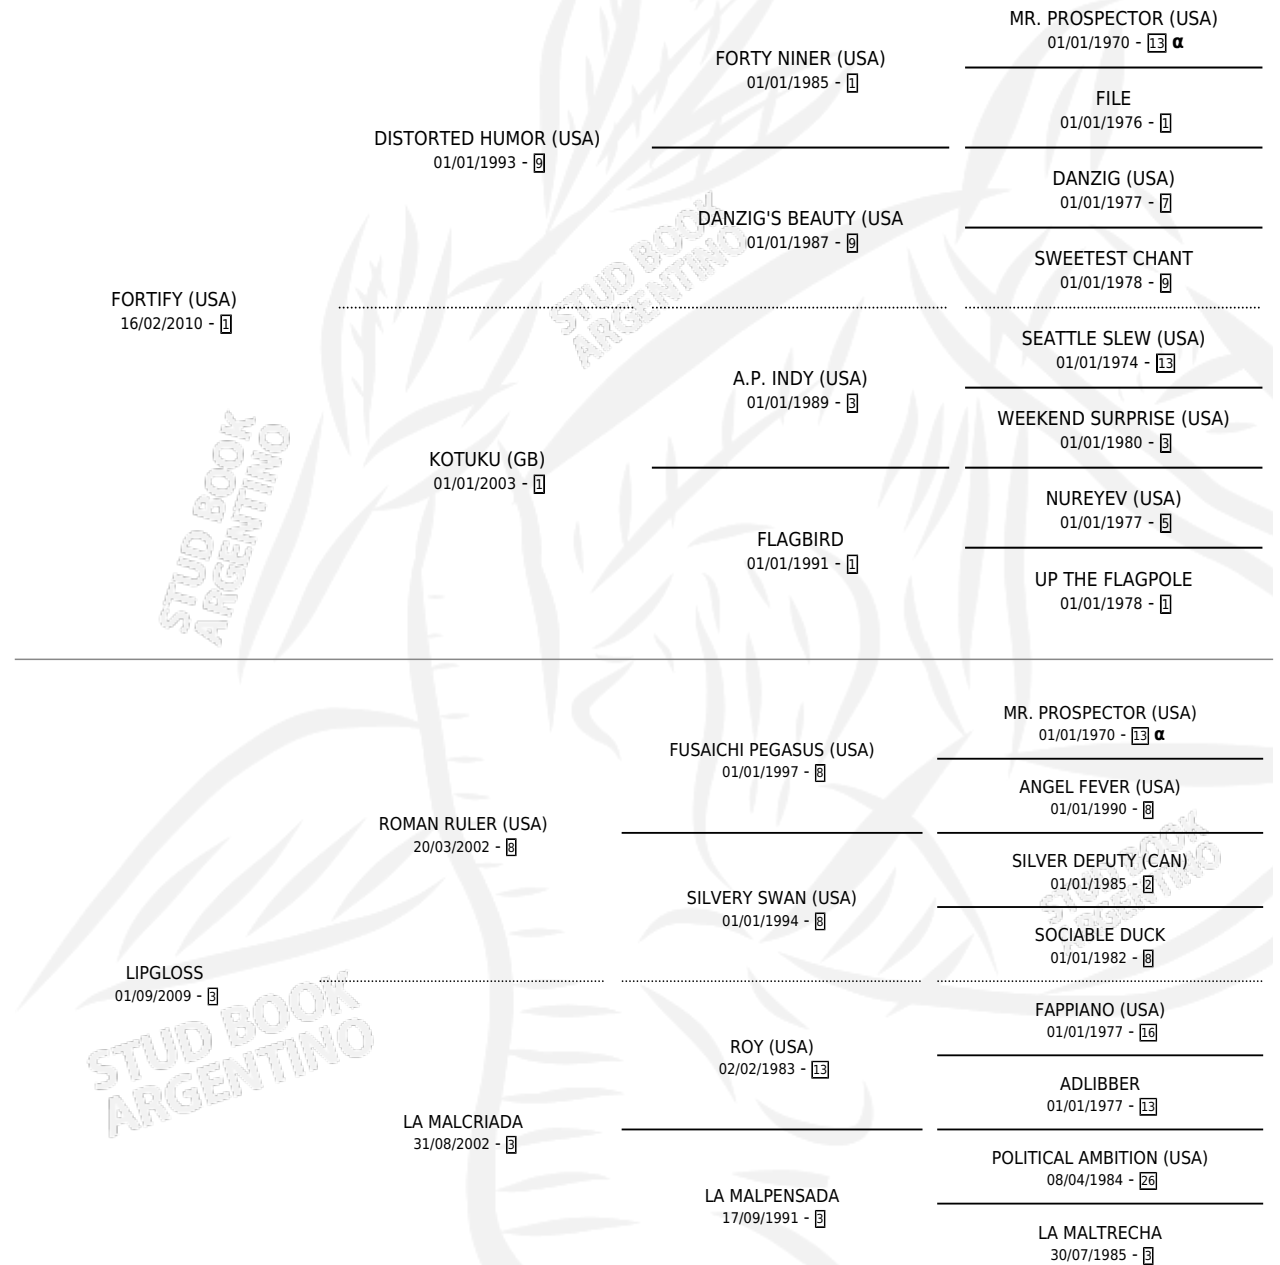 MR. PROSPECTOR (USA)
01/01/1970 - 13 α
FORTY NINER (USA)
01/01/1985 - 1
FILE
01/01/1976 - 1
DISTORTED HUMOR (USA)
01/01/1993 - 9
DANZIG (USA)
01/01/1977 - 7
DANZIG'S BEAUTY (USA
01/01/1987 - 9
SWEETEST CHANT
01/01/1978 - 9
FORTIFY (USA)
16/02/2010 - 1
SEATTLE SLEW (USA)
01/01/1974 - 13
A.P. INDY (USA)
01/01/1989 - 3
WEEKEND SURPRISE (USA)
01/01/1980 - 3
KOTUKU (GB)
01/01/2003 - 1
NUREYEV (USA)
01/01/1977 - 5
FLAGBIRD
01/01/1991 - 1
UP THE FLAGPOLE
01/01/1978 - 1
MR. PROSPECTOR (USA)
01/01/1970 - 13 α
FUSAICHI PEGASUS (USA)
01/01/1997 - 8
ANGEL FEVER (USA)
01/01/1990 - 8
ROMAN RULER (USA)
20/03/2002 - 8
SILVER DEPUTY (CAN)
01/01/1985 - 2
SILVERY SWAN (USA)
01/01/1994 - 8
SOCIABLE DUCK
01/01/1982 - 8
LIPGLOSS
01/09/2009 - 3
FAPPIANO (USA)
01/01/1977 - 16
ROY (USA)
02/02/1983 - 13
ADLIBBER
01/01/1977 - 13
LA MALCRIADA
31/08/2002 - 3
POLITICAL AMBITION (USA)
08/04/1984 - 26
LA MALPENSADA
17/09/1991 - 3
LA MALTRECHA
30/07/1985 - 3
STUD BOOK
ARGENTINO
STUD BOOK
ARGENTINO
STUD BOOK
ARGENTINO
STUD BOOK
ARGENTINO